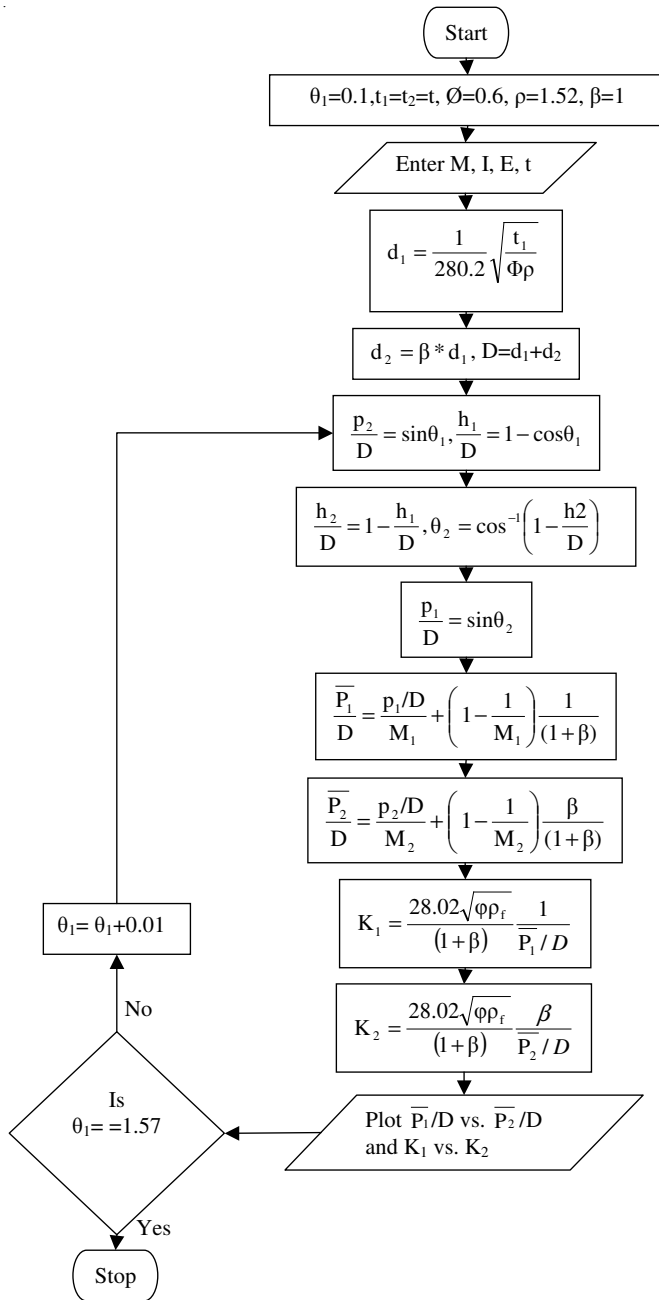 Start
θ₁=0.1,t₁=t₂=t, Ø=0.6, ρ=1.52, β=1
Enter M, I, E, t
d₁ = 1/280.2 √(t₁/Φρ)
d₂ = β * d₁, D=d₁+d₂
p₂/D = sinθ₁, h₁/D = 1 − cosθ₁
h₂/D = 1 − h₁/D, θ₂ = cos⁻¹(1 − h2/D)
p₁/D = sinθ₂
P̅₁/D = (p₁/D)/M₁ + (1 − 1/M₁) 1/(1+β)
P̅₂/D = (p₂/D)/M₂ + (1 − 1/M₂) β/(1+β)
K₁ = 28.02√(φρ_f)/(1+β) 1/(P̅₁/D)
K₂ = 28.02√(φρ_f)/(1+β) β/(P̅₂/D)
Plot P̅₁/D vs. P̅₂/D
and K₁ vs. K₂
Is
θ₁= =1.57
No
θ₁= θ₁+0.01
Yes
Stop